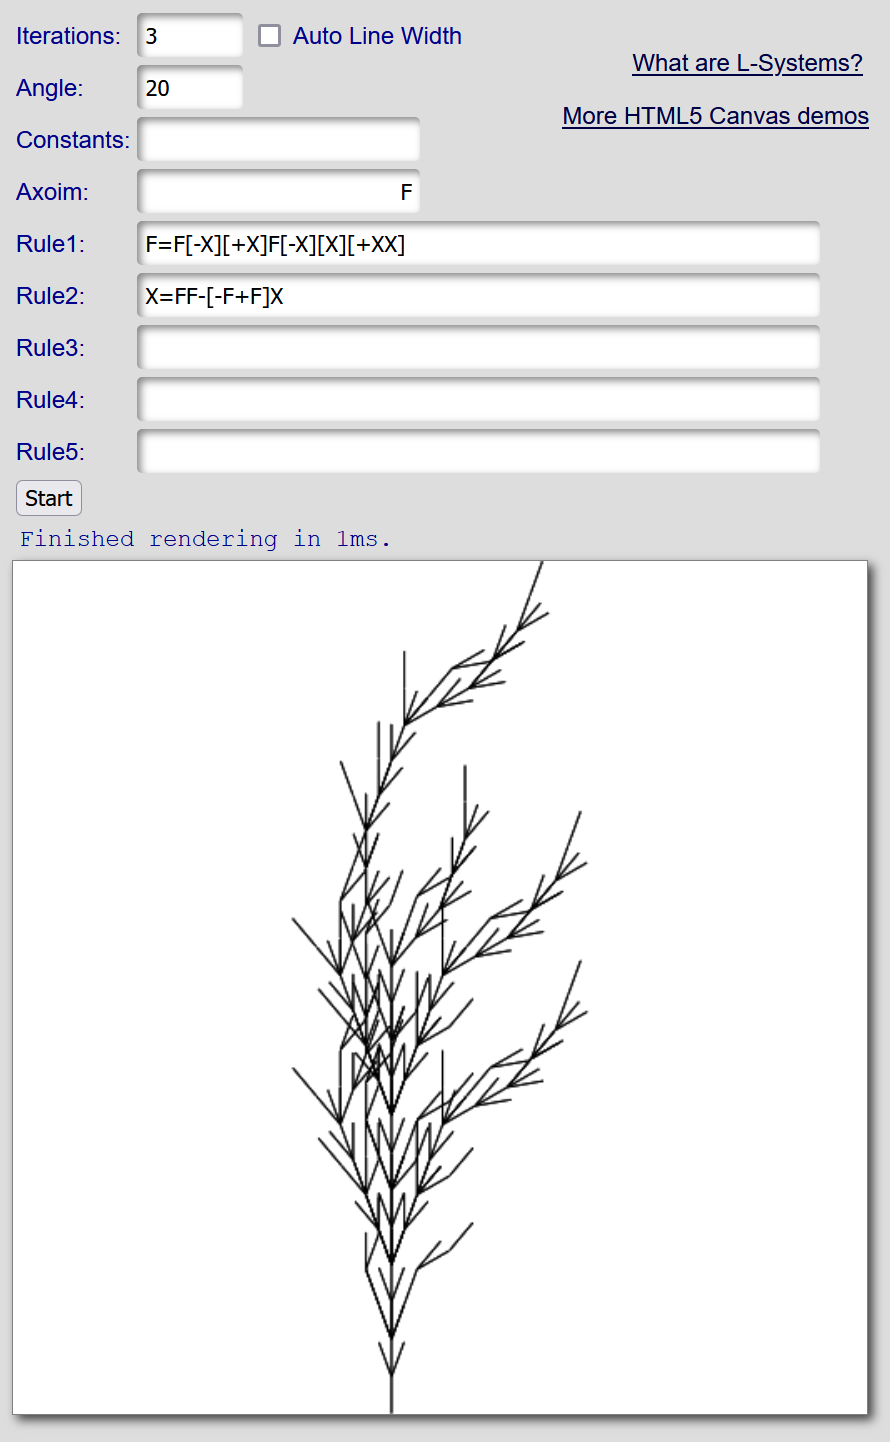 Iterations: 3 Auto Line Width
What are L-Systems?
Angle: 20
More HTML5 Canvas demos
Constants:
Axoim: F
Rule1: F=F[-X][+X]F[-X][X][+XX]
Rule2: X=FF-[-F+F]X
Rule3:
Rule4:
Rule5:
Start
Finished rendering in 1ms.